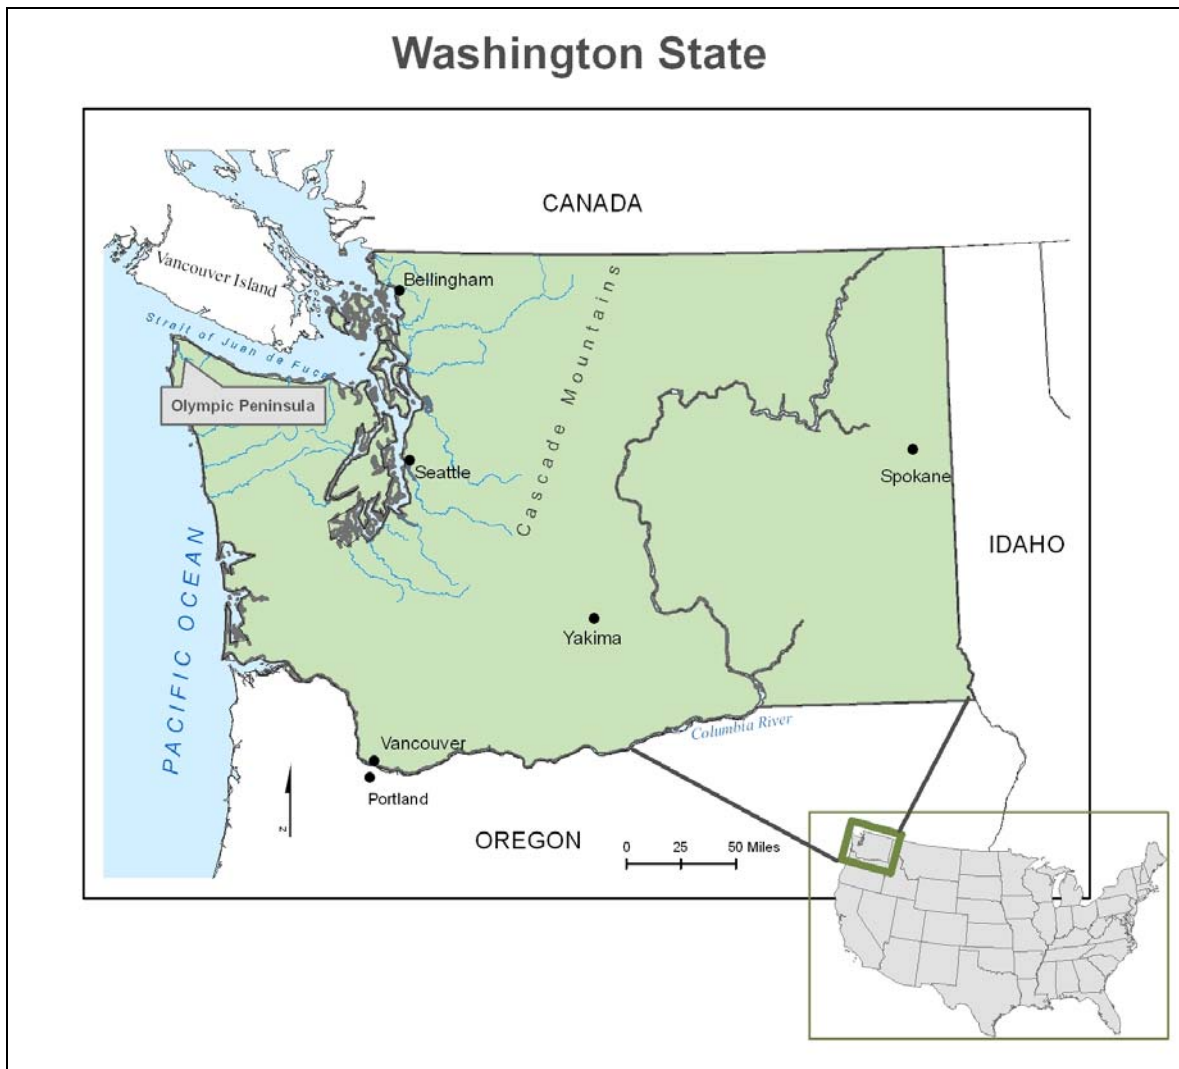 Washington State
CANADA
Vancouver Island
Bellingham
Strait of Juan de Fuca
Cascade Mountains
Olympic Peninsula
Seattle
Spokane
PACIFIC OCEAN
IDAHO
Yakima
Columbia River
Vancouver
Portland
N
OREGON
0 25 50 Miles